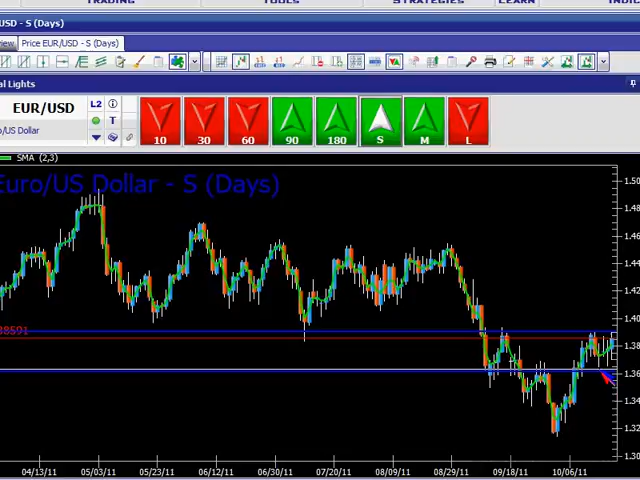 TRADING TOOLS STRATEGIES LEARN
USD - S (Days)
view Price EUR/USD - S (Days)
al Lights
EUR/USD L2
o/US Dollar T
10 30 60 90 180 S M L
SMA (2,3)
Euro/US Dollar - S (Days)
1.50
1.48
1.46
1.44
1.42
1.40
38591
1.38
1.36
1.34
1.32
1.30
04/13/11 05/03/11 05/23/11 06/12/11 06/30/11 07/20/11 08/09/11 08/29/11 09/18/11 10/06/11